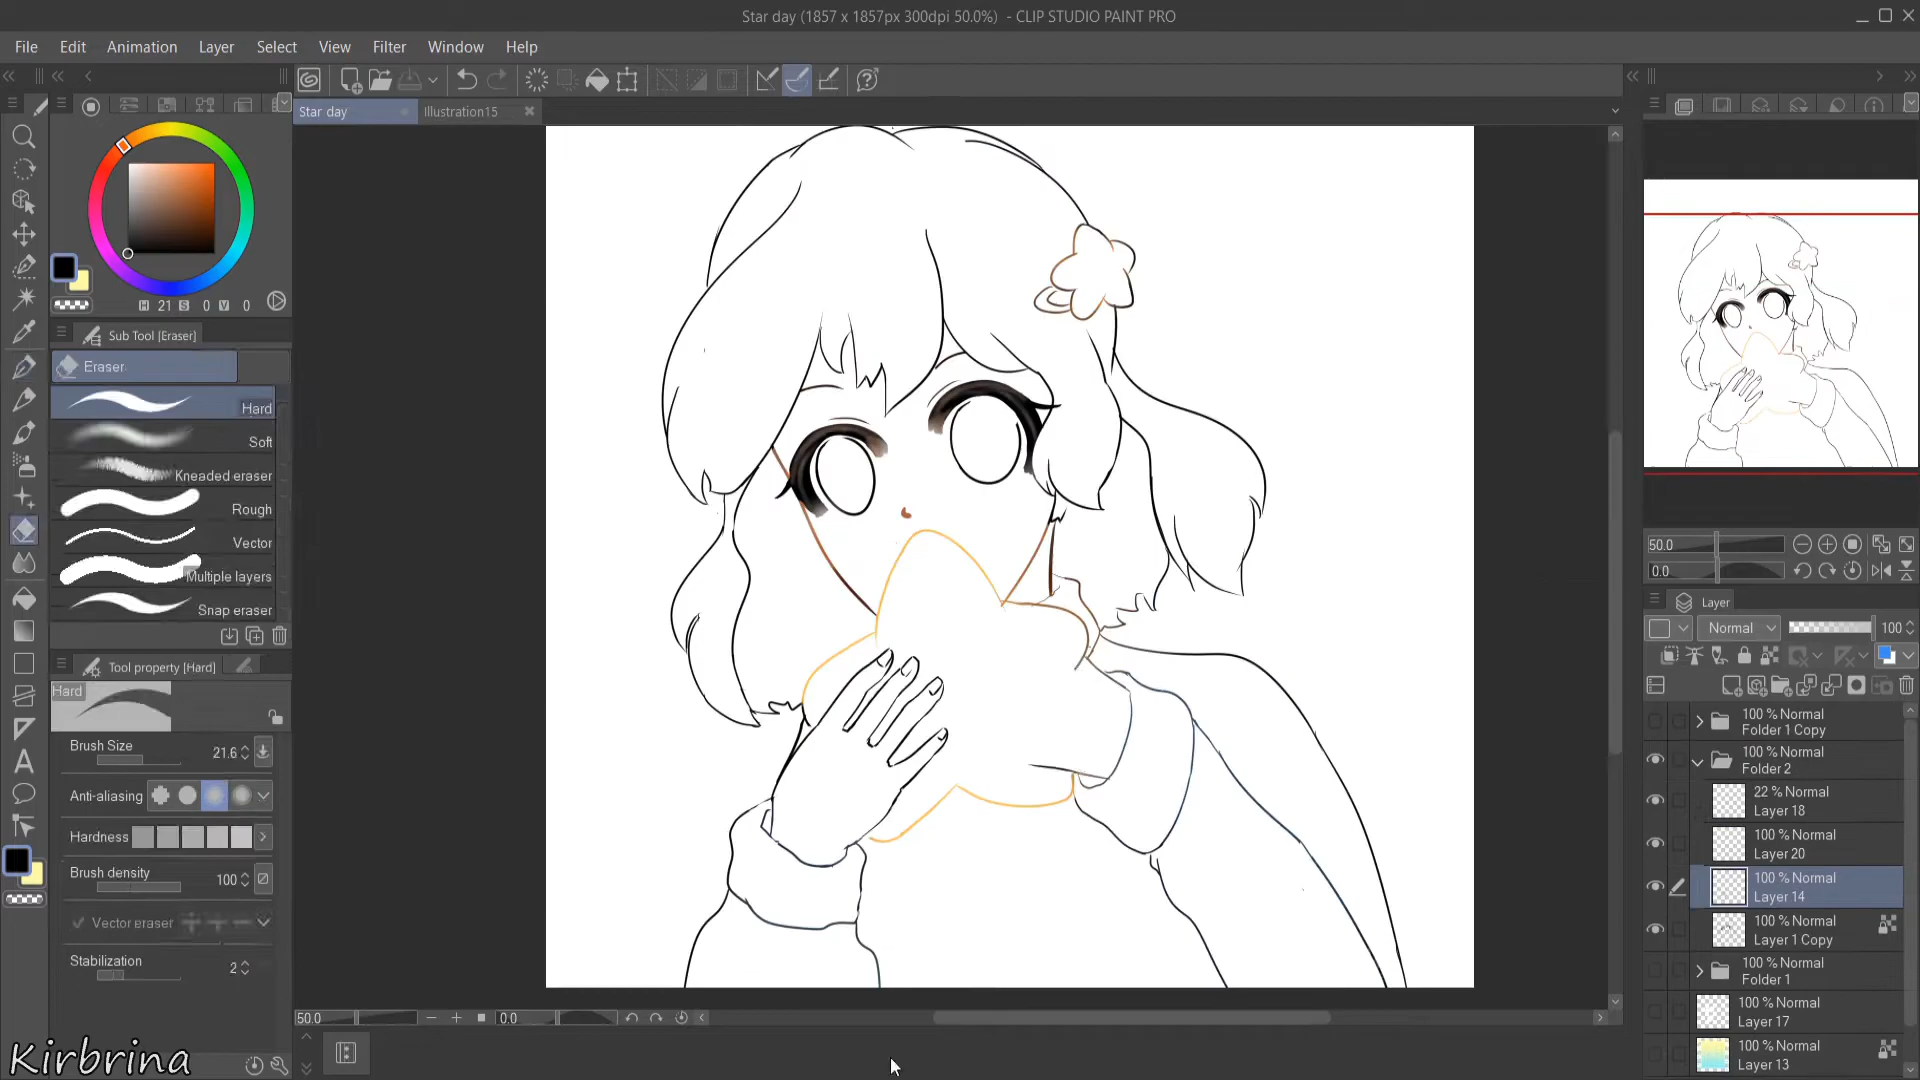 Star day (1857 x 1857px 300dpi 50.0%) - CLIP STUDIO PAINT PRO
File Edit Animation Layer Select View Filter Window Help
Star day Illustration15
H 21 S 0 V 0
Sub Tool [Eraser]
Eraser
Hard
Soft
Kneaded eraser
Rough
Vector
Multiple layers
Snap eraser
Tool property [Hard]
Hard
Brush Size 21.6
Anti-aliasing
Hardness
Brush density 100
Vector eraser
Stabilization 2
Kirbrina
50.0 0.0
50.0
0.0
Layer
Normal 100
100 % Normal
Folder 1 Copy
100 % Normal
Folder 2
22 % Normal
Layer 18
100 % Normal
Layer 20
100 % Normal
Layer 14
100 % Normal
Layer 1 Copy
100 % Normal
Folder 1
100 % Normal
Layer 17
100 % Normal
Layer 13